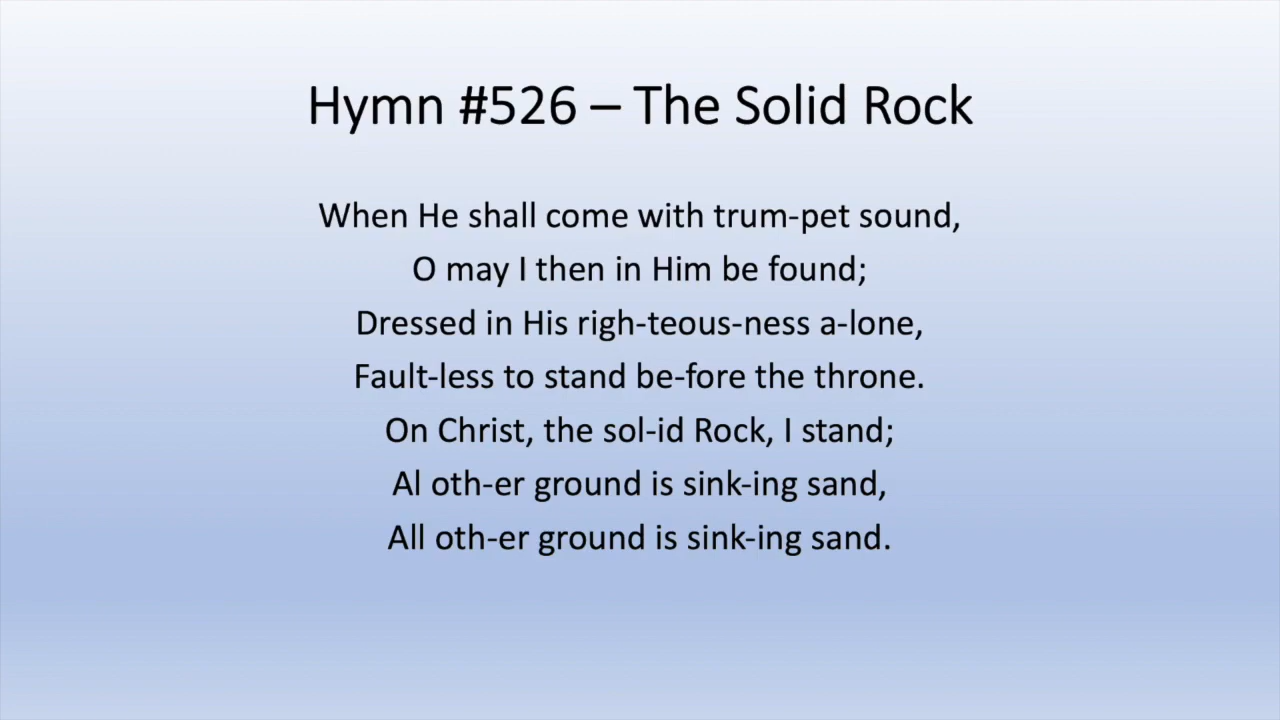 Hymn #526 – The Solid Rock
When He shall come with trum-pet sound,
O may I then in Him be found;
Dressed in His righ-teous-ness a-lone,
Fault-less to stand be-fore the throne.
On Christ, the sol-id Rock, I stand;
Al oth-er ground is sink-ing sand,
All oth-er ground is sink-ing sand.